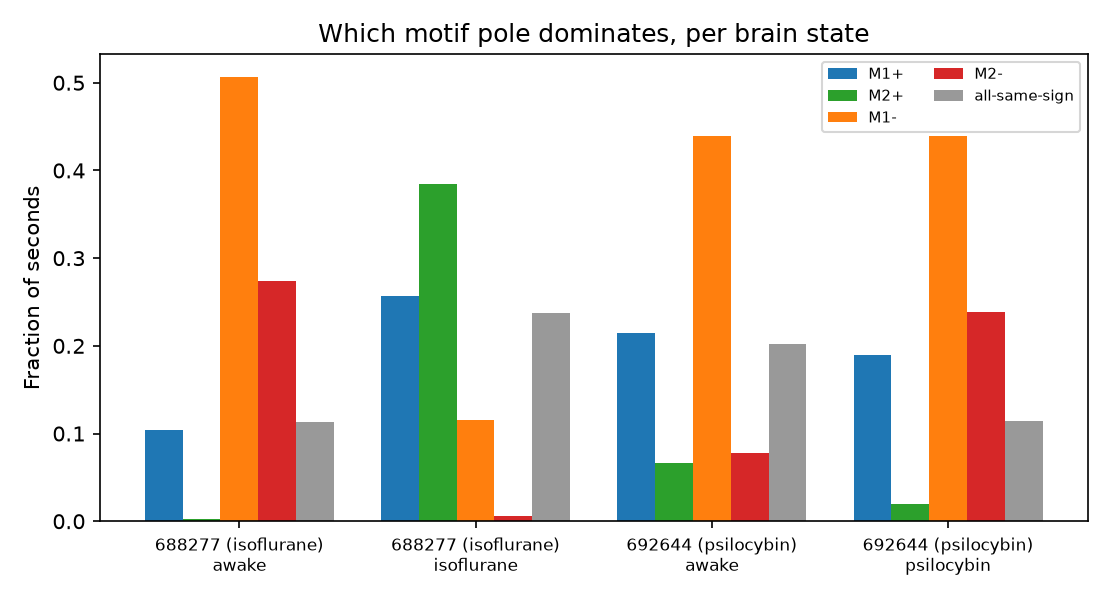 Which motif pole dominates, per brain state
M1+
M2+
M1-
M2-
all-same-sign
Fraction of seconds
0.5
0.4
0.3
0.2
0.1
0.0
688277 (isoflurane)
awake
688277 (isoflurane)
isoflurane
692644 (psilocybin)
awake
692644 (psilocybin)
psilocybin